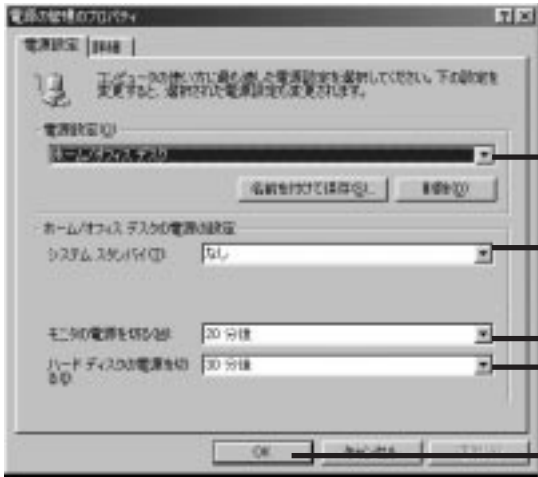 電源の管理のプロパティ
電源設定
詳細
コンピュータの使い方に最も適した電源設定を選択してください。下の設定を
変更すると、選択された電源設定も変更されます。
電源設定(O)
ホーム/オフィス デスク
名前を付けて保存(S)...
削除(D)
ホーム/オフィス デスクの電源の設定
システム スタンバイ(T):
なし
モニタの電源を切る(M):
20 分後
ハード ディスクの電源を切
る(I):
30 分後
OK
キャンセル